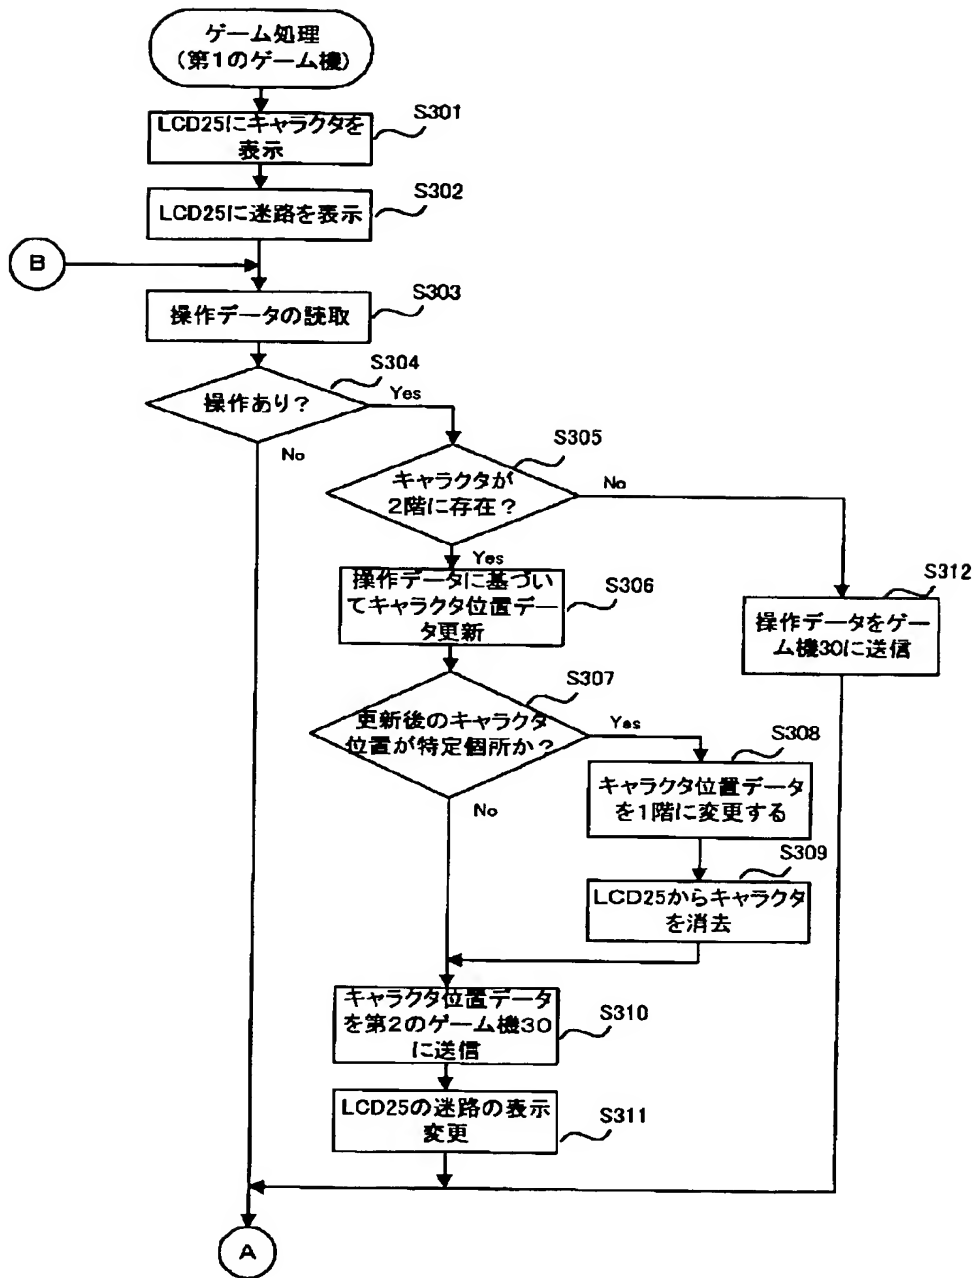 ゲーム処理
(第1のゲーム機)
LCD25にキャラクタを
表示
S301
LCD25に迷路を表示
S302
B
操作データの読取
S303
操作あり?
S304
Yes
No
キャラクタが
2階に存在?
S305
No
Yes
操作データに基づい
てキャラクタ位置デー
タ更新
S306
操作データをゲー
ム機30に送信
S312
更新後のキャラクタ
位置が特定個所か?
S307
Yes
No
キャラクタ位置データ
を1階に変更する
S308
LCD25からキャラクタ
を消去
S309
キャラクタ位置データ
を第2のゲーム機30
に送信
S310
LCD25の迷路の表示
変更
S311
A